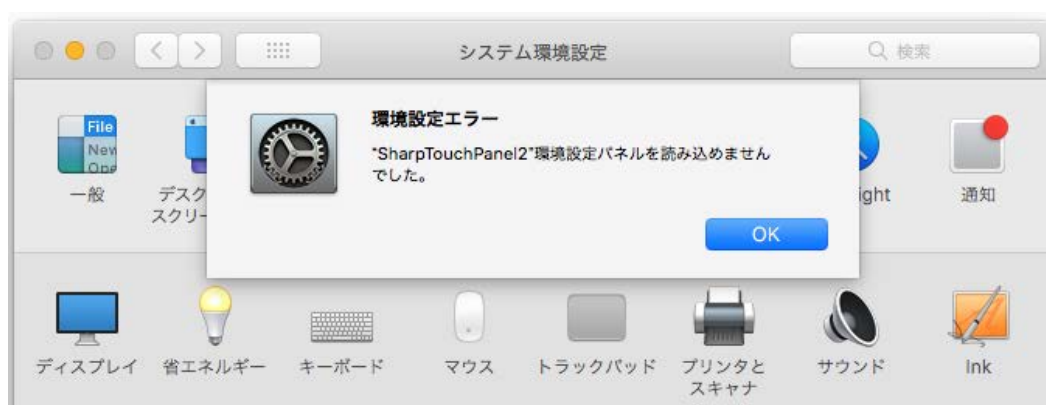 システム環境設定
検索
環境設定エラー
"SharpTouchPanel2"環境設定パネルを読み込めません
でした。
OK
File
New
Ope
一般
デスク
スクリー
ight
通知
ディスプレイ
省エネルギー
キーボード
マウス
トラックパッド
プリンタと
スキャナ
サウンド
Ink